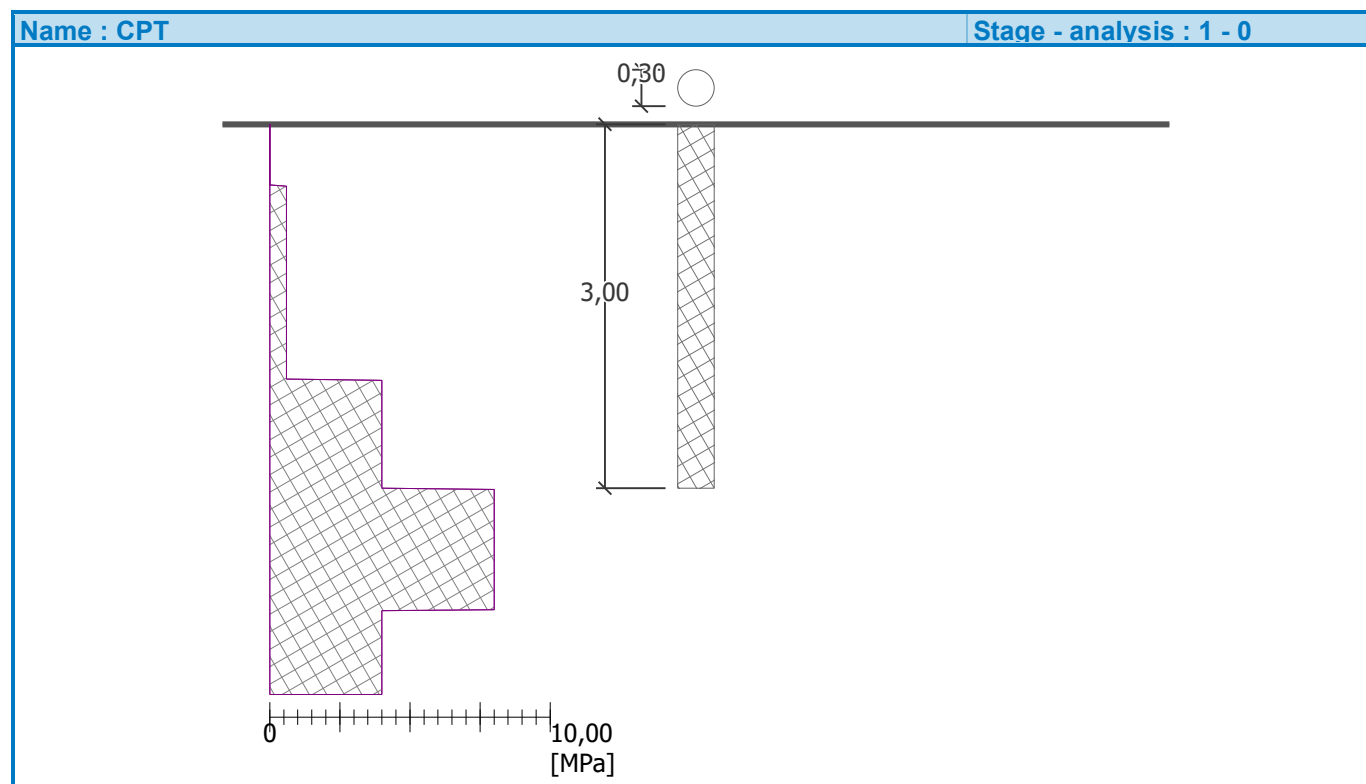 Name : CPT
Stage - analysis : 1 - 0
0,30
3,00
0
10,00
[MPa]